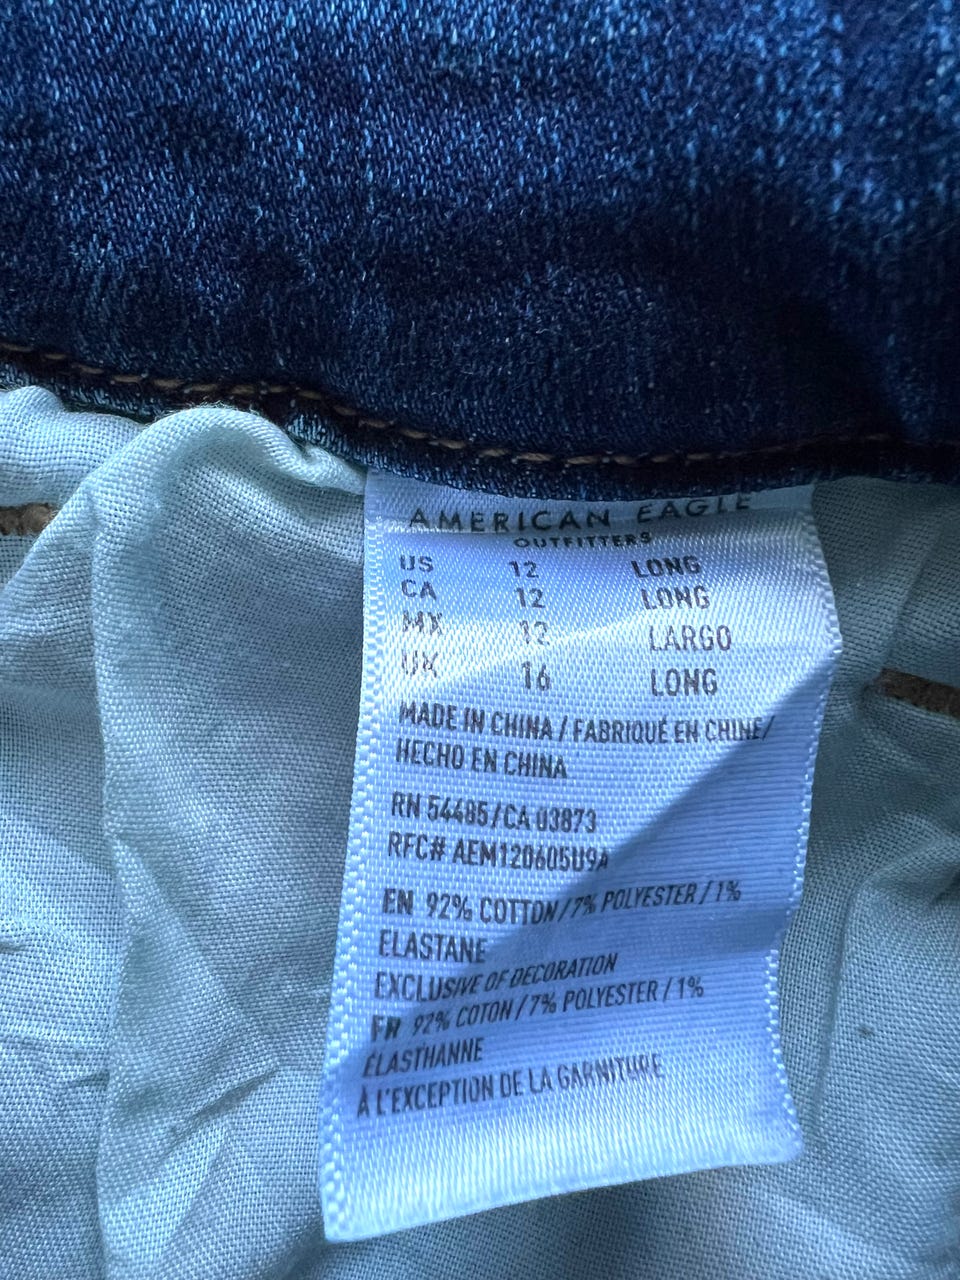 AMERICAN EAGLE
OUTFITTERS
US 12 LONG
CA 12 LONG
MX 12 LARGO
UK 16 LONG
MADE IN CHINA / FABRIQUÉ EN CHINE/
HECHO EN CHINA
RN 54485/CA 03873
RFC# AEM120605U9A
EN 92% COTTON/7% POLYESTER/1%
ELASTANE
EXCLUSIVE OF DECORATION
FR 92% COTON/7% POLYESTER/1%
ÉLASTHANNE
À L'EXCEPTION DE LA GARNITURE